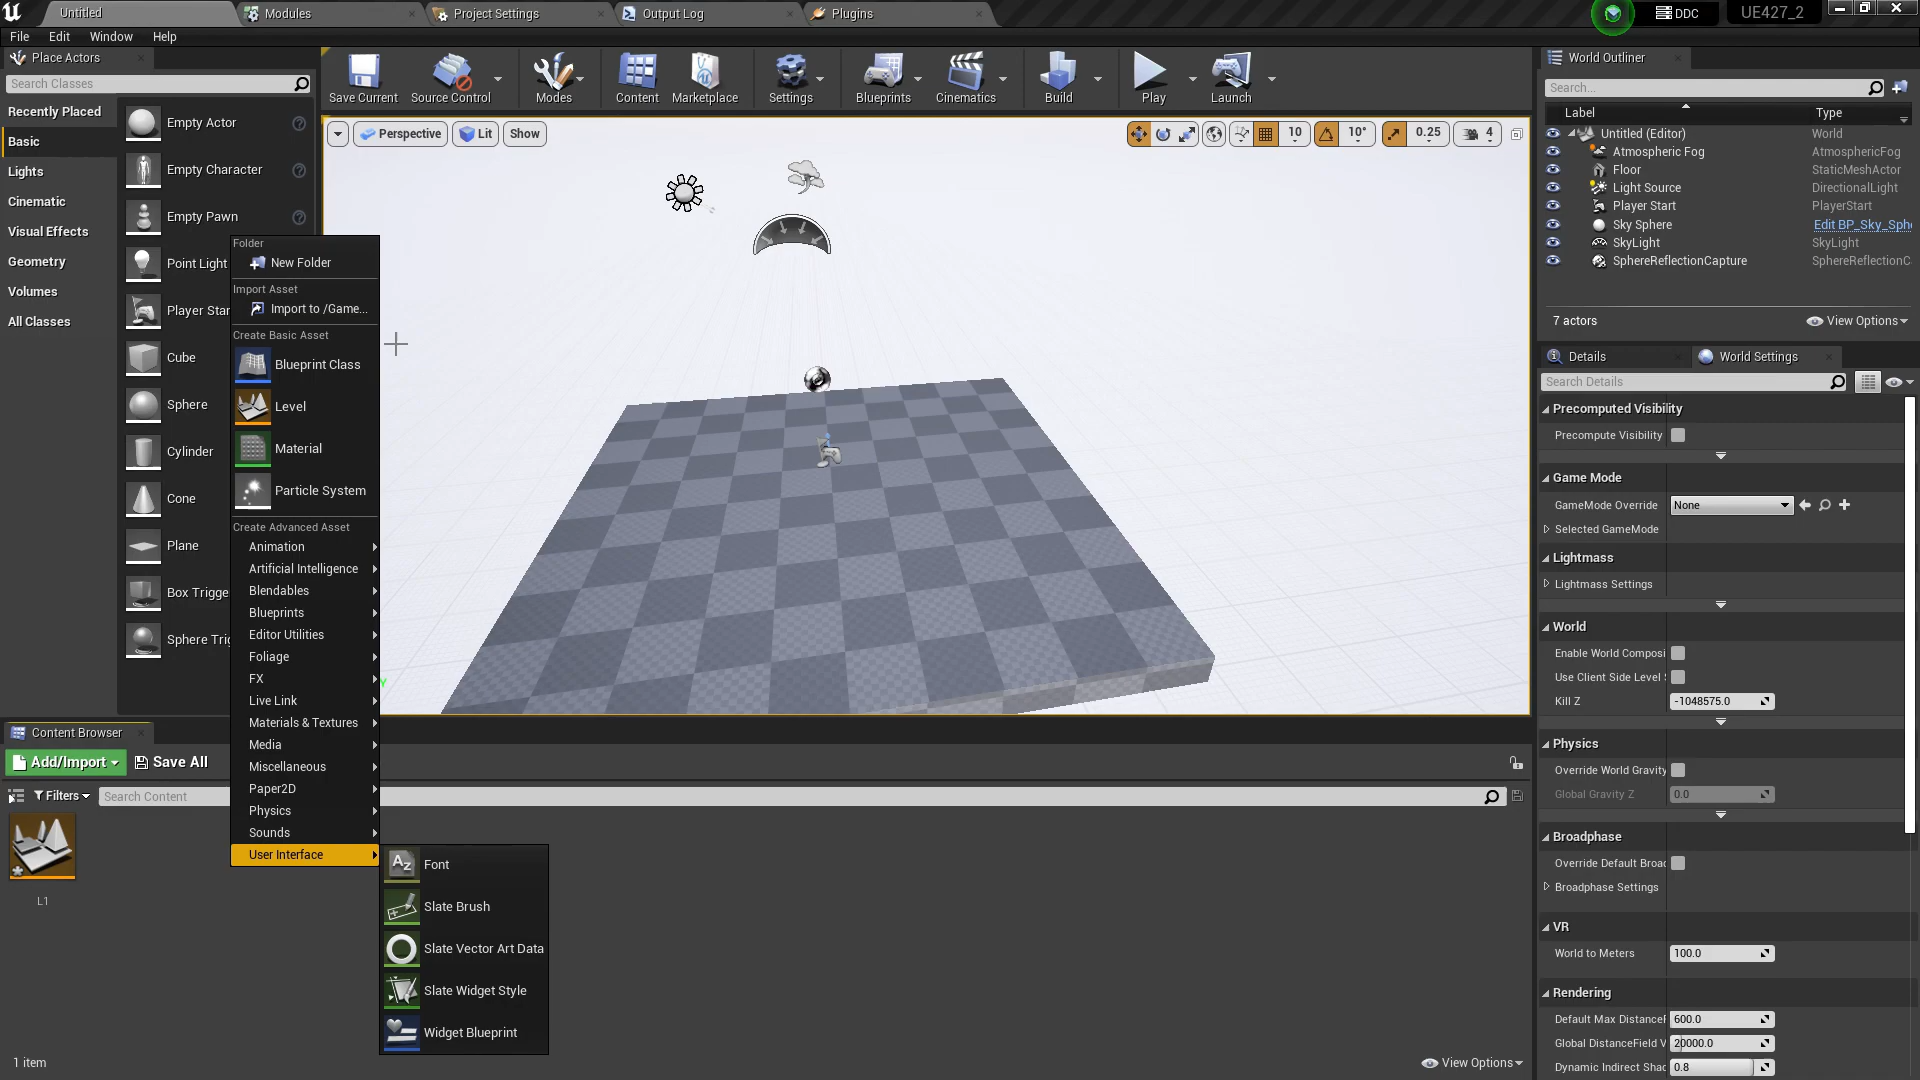 Untitled
Modules
Project Settings
Output Log
Plugins
DDC
UE427_2
File
Edit
Window
Help
Place Actors
Search Classes
Recently Placed
Basic
Lights
Cinematic
Visual Effects
Geometry
Volumes
All Classes
Empty Actor
Empty Character
Empty Pawn
Point Light
Player Star
Cube
Sphere
Cylinder
Cone
Plane
Box Trigge
Sphere Trig
Save Current
Source Control
Modes
Content
Marketplace
Settings
Blueprints
Cinematics
Build
Play
Launch
Perspective
Lit
Show
10
10°
0.25
4
Folder
New Folder
Import Asset
Import to /Game...
Create Basic Asset
Blueprint Class
Level
Material
Particle System
Create Advanced Asset
Animation
Artificial Intelligence
Blendables
Blueprints
Editor Utilities
Foliage
FX
Live Link
Materials & Textures
Media
Miscellaneous
Paper2D
Physics
Sounds
User Interface
Font
Slate Brush
Slate Vector Art Data
Slate Widget Style
Widget Blueprint
Y
Content Browser
Add/Import
Save All
Filters
Search Content
L1
1 item
View Options
World Outliner
Search...
Label
Type
Untitled (Editor)
World
Atmospheric Fog
AtmosphericFog
Floor
StaticMeshActor
Light Source
DirectionalLight
Player Start
PlayerStart
Sky Sphere
Edit BP_Sky_Sph
SkyLight
SkyLight
SphereReflectionCapture
SphereReflectionC
7 actors
View Options
Details
World Settings
Search Details
Precomputed Visibility
Precompute Visibility
Game Mode
GameMode Override
None
Selected GameMode
Lightmass
Lightmass Settings
World
Enable World Composi
Use Client Side Level
Kill Z
-1048575.0
Physics
Override World Gravity
Global Gravity Z
0.0
Broadphase
Override Default Broad
Broadphase Settings
VR
World to Meters
100.0
Rendering
Default Max DistanceF
600.0
Global DistanceField V
20000.0
Dynamic Indirect Shad
0.8